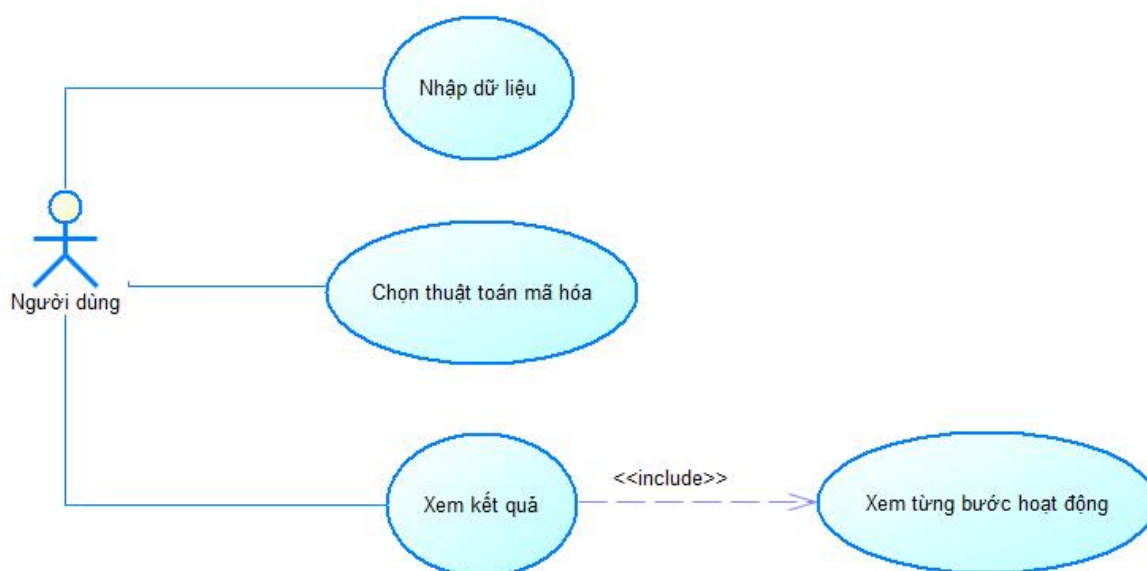 Nhập dữ liệu
Người dùng
Chọn thuật toán mã hóa
Xem kết quả
<<include>>
Xem từng bước hoạt động